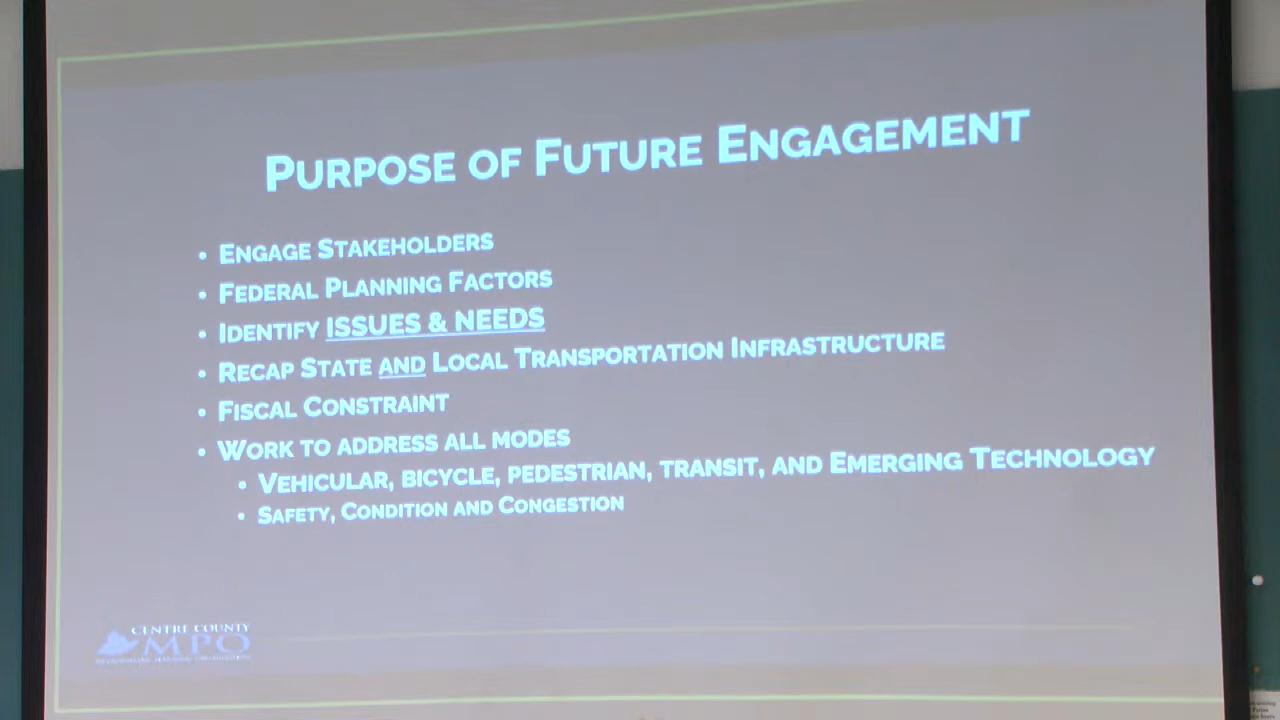 PURPOSE OF FUTURE ENGAGEMENT
• ENGAGE STAKEHOLDERS
• FEDERAL PLANNING FACTORS
• IDENTIFY ISSUES & NEEDS
• RECAP STATE AND LOCAL TRANSPORTATION INFRASTRUCTURE
• FISCAL CONSTRAINT
• WORK TO ADDRESS ALL MODES
• VEHICULAR, BICYCLE, PEDESTRIAN, TRANSIT, AND EMERGING TECHNOLOGY
• SAFETY, CONDITION AND CONGESTION
CENTRE COUNTY
MPO